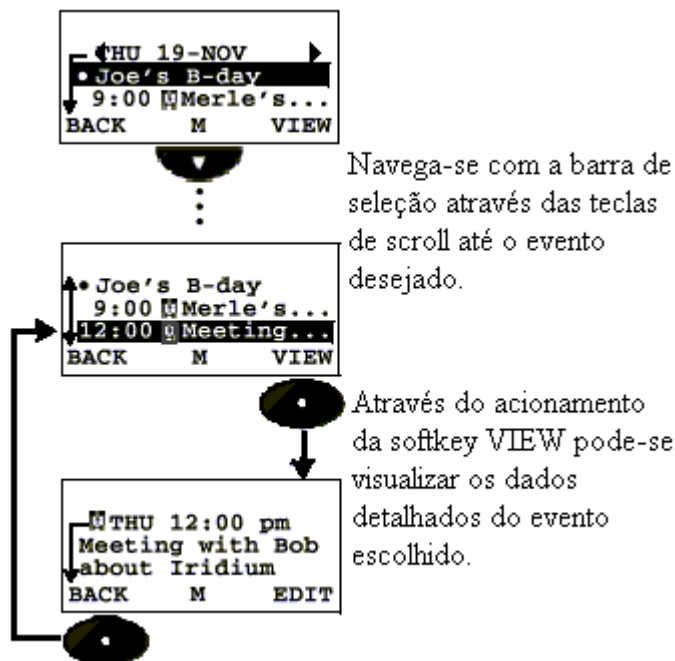 THU 19-NOV
Joe's B-day
9:00 Merle's...
BACK M VIEW
Navega-se com a barra de
seleção através das teclas
de scroll até o evento
desejado.
Joe's B-day
9:00 Merle's...
12:00 Meeting...
BACK M VIEW
Através do acionamento
da softkey VIEW pode-se
visualizar os dados
detalhados do evento
escolhido.
THU 12:00 pm
Meeting with Bob
about Iridium
BACK M EDIT